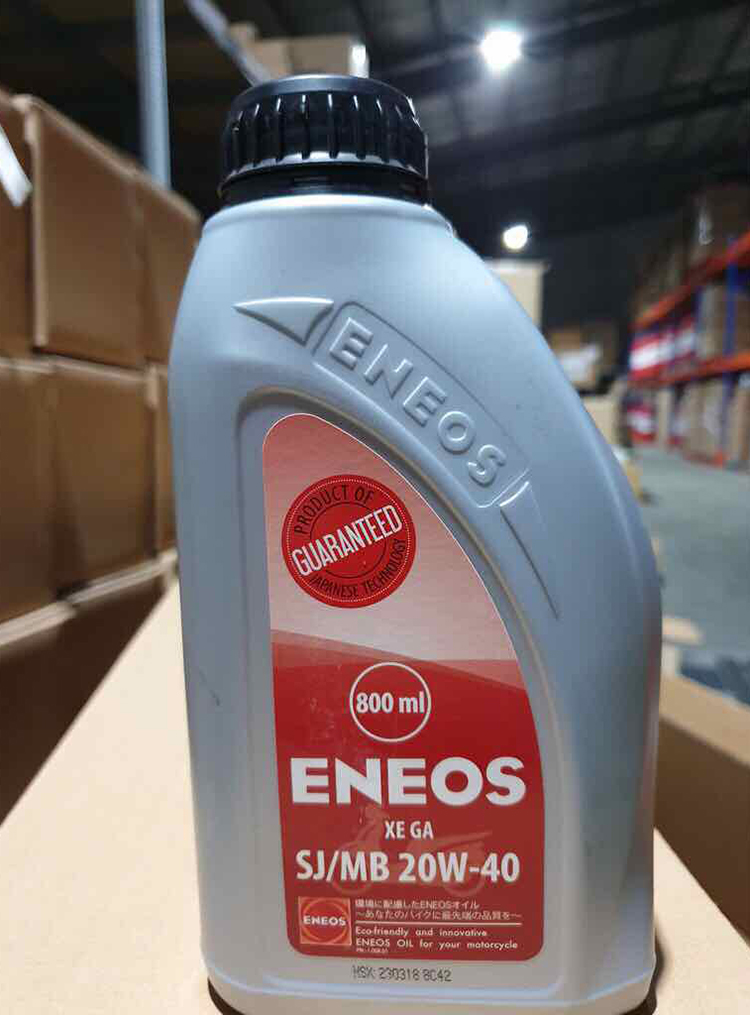 ENEOS
PRODUCT OF
GUARANTEED
JAPANESE TECHNOLOGY
800 ml
ENEOS
XE GA
SJ/MB 20W-40
ENEOS
環境に配慮したENEOSオイル
〜あなたのバイクに最先端の品質を〜
Eco-friendly and innovative
ENEOS OIL for your motorcycle
HSX: 230318 8C42